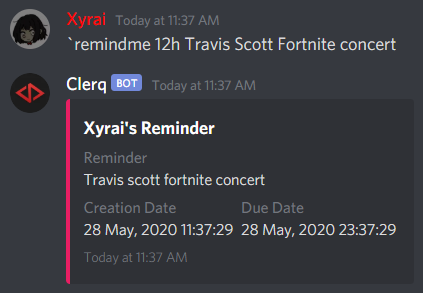 Xyrai Today at 11:37 AM
`remindme 12h Travis Scott Fortnite concert
Clerq BOT Today at 11:37 AM
Xyrai's Reminder
Reminder
Travis scott fortnite concert
Creation Date Due Date
28 May, 2020 11:37:29 28 May, 2020 23:37:29
Today at 11:37 AM